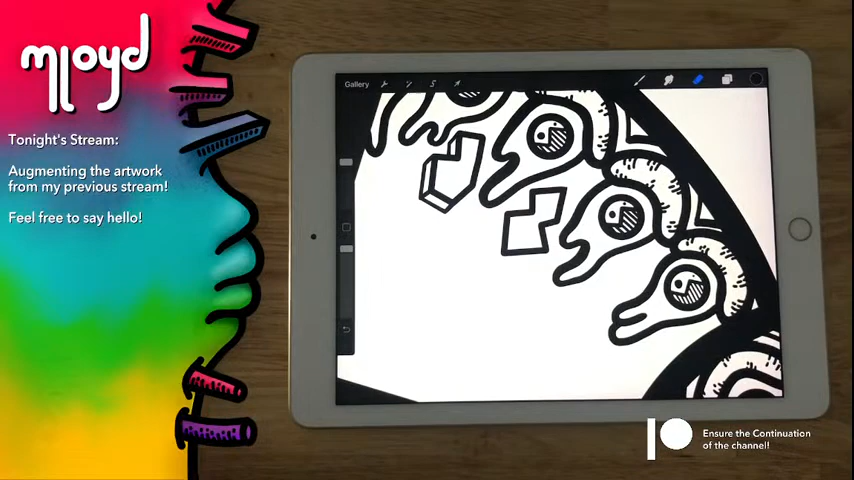 mloyd
Tonight's Stream:
Augmenting the artwork
from my previous stream!
Feel free to say hello!
Gallery
S
Ensure the Continuation
of the channel!